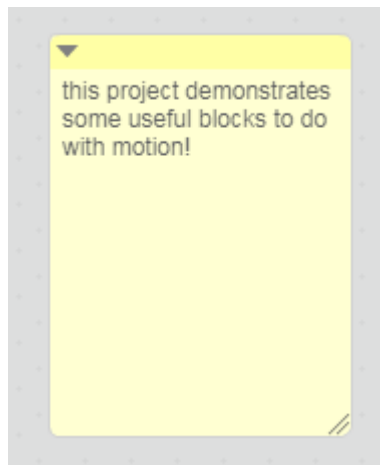 this project demonstrates
some useful blocks to do
with motion!